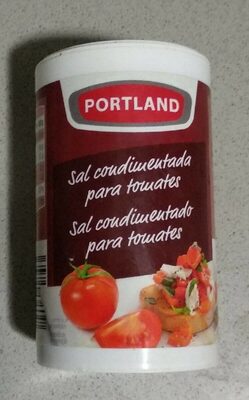 PORTLAND
Sal condimentada
para tomates
Sal condimentado
para tomates